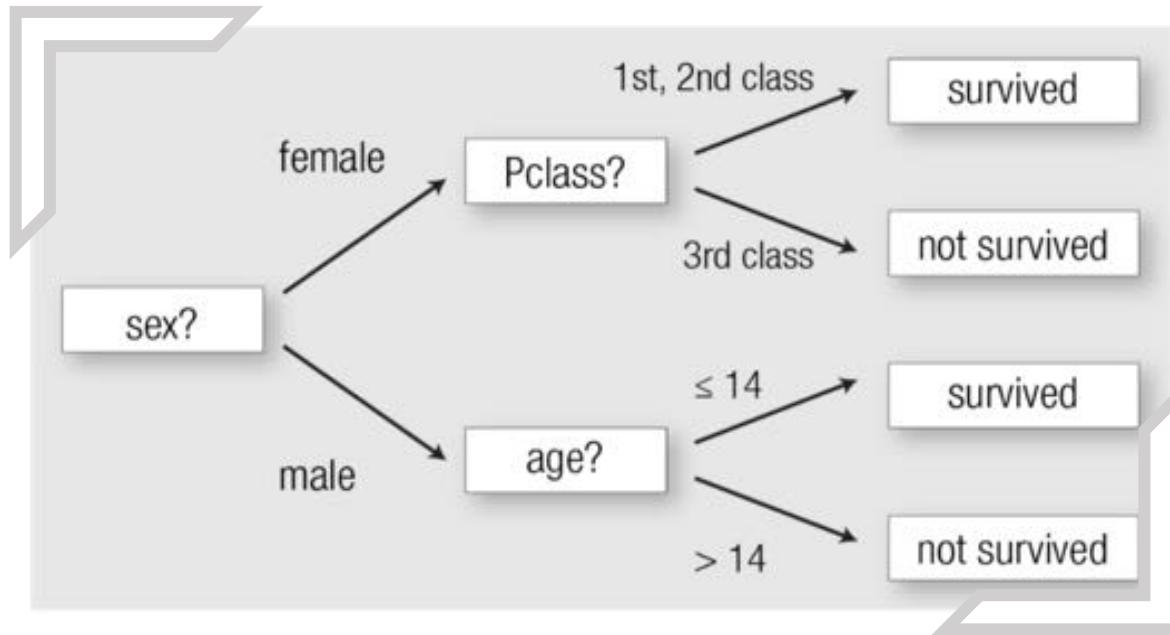 1st, 2nd class
survived
female
Pclass?
3rd class
not survived
sex?
≤ 14
survived
male
age?
> 14
not survived